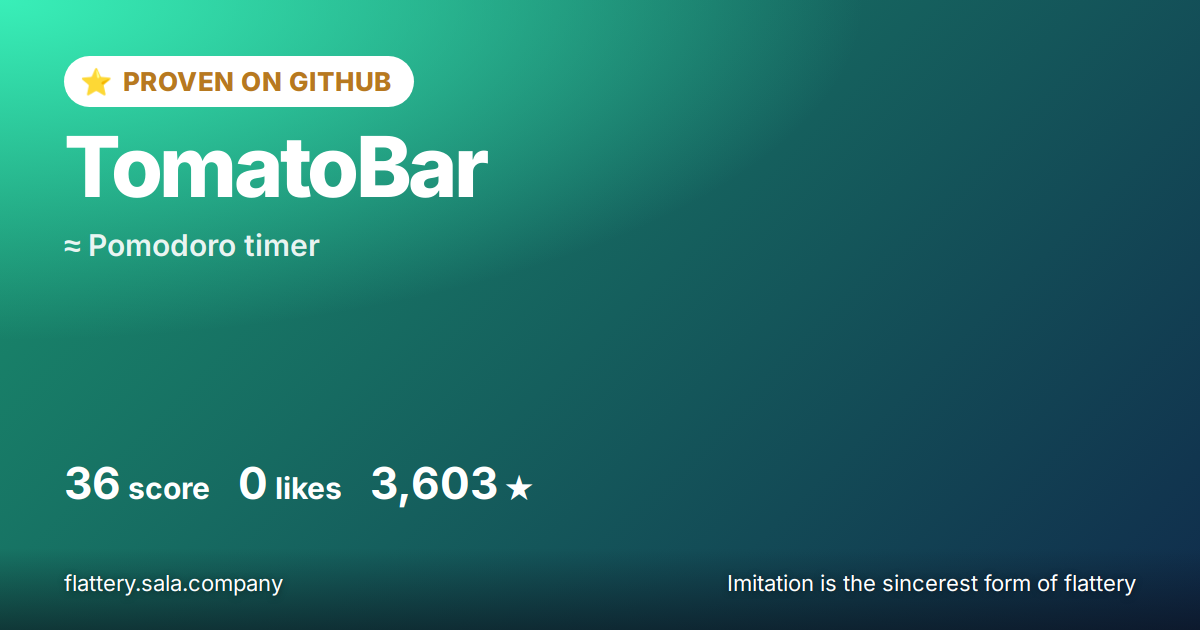 ⭐ PROVEN ON GITHUB
TomatoBar
≈ Pomodoro timer
36 score 0 likes 3,603 ★
flattery.sala.company
Imitation is the sincerest form of flattery